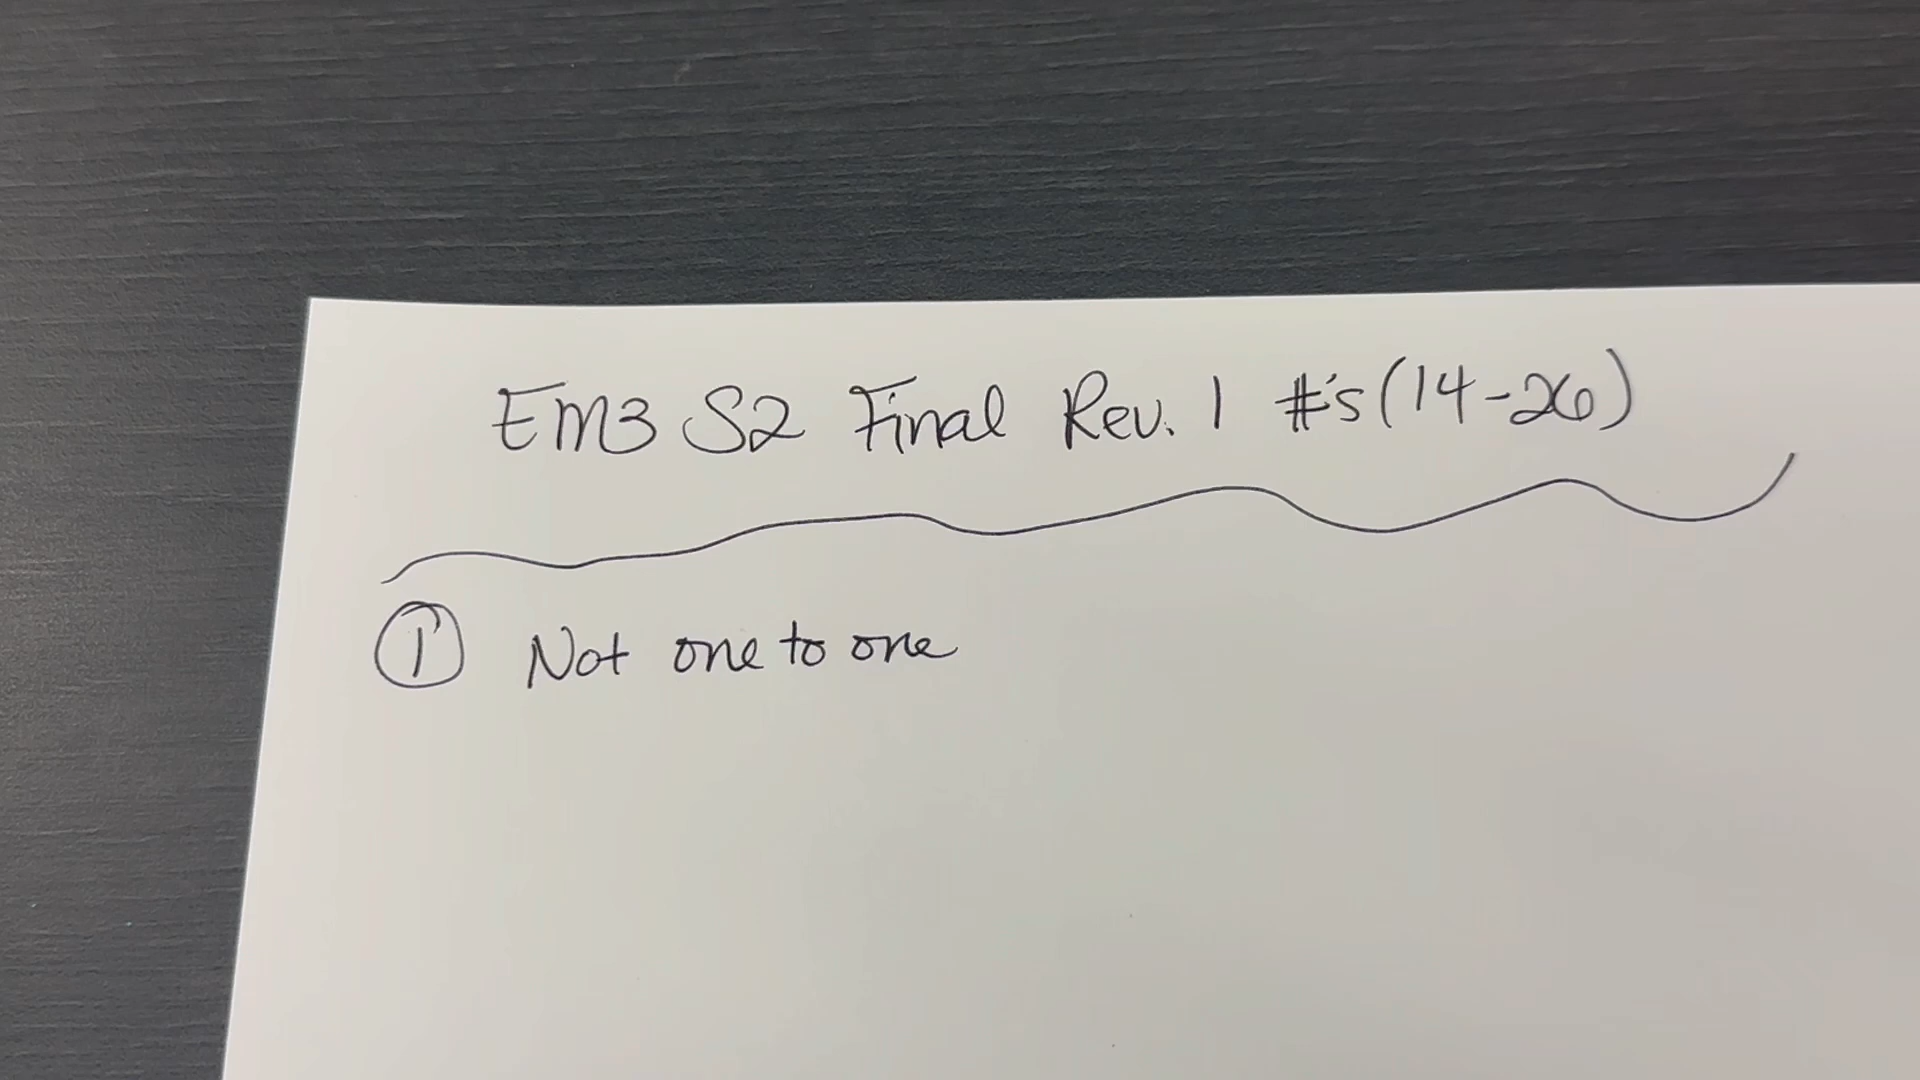 EM3 S2 Final Rev. 1 #'s (14-26)
① Not one to one